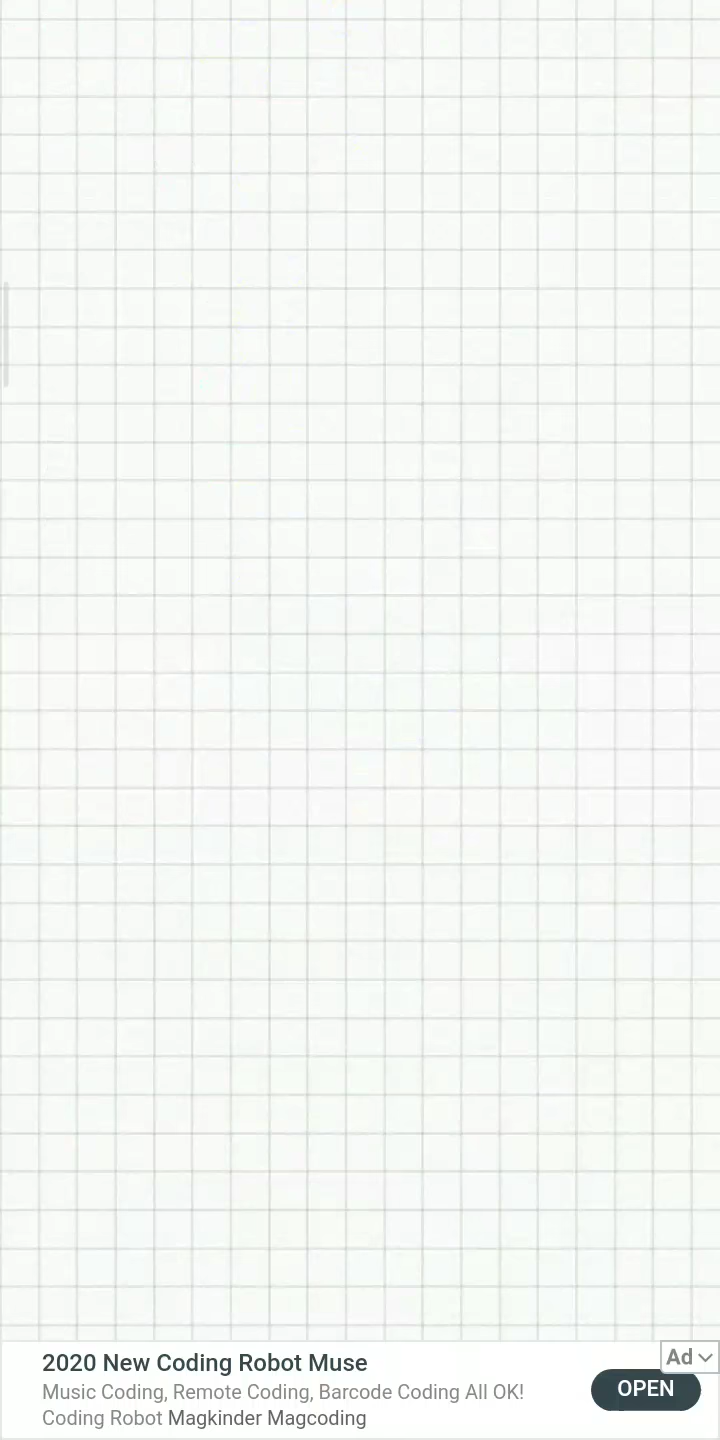 2020 New Coding Robot Muse
Ad
Music Coding, Remote Coding, Barcode Coding All OK!
OPEN
Coding Robot Magkinder Magcoding